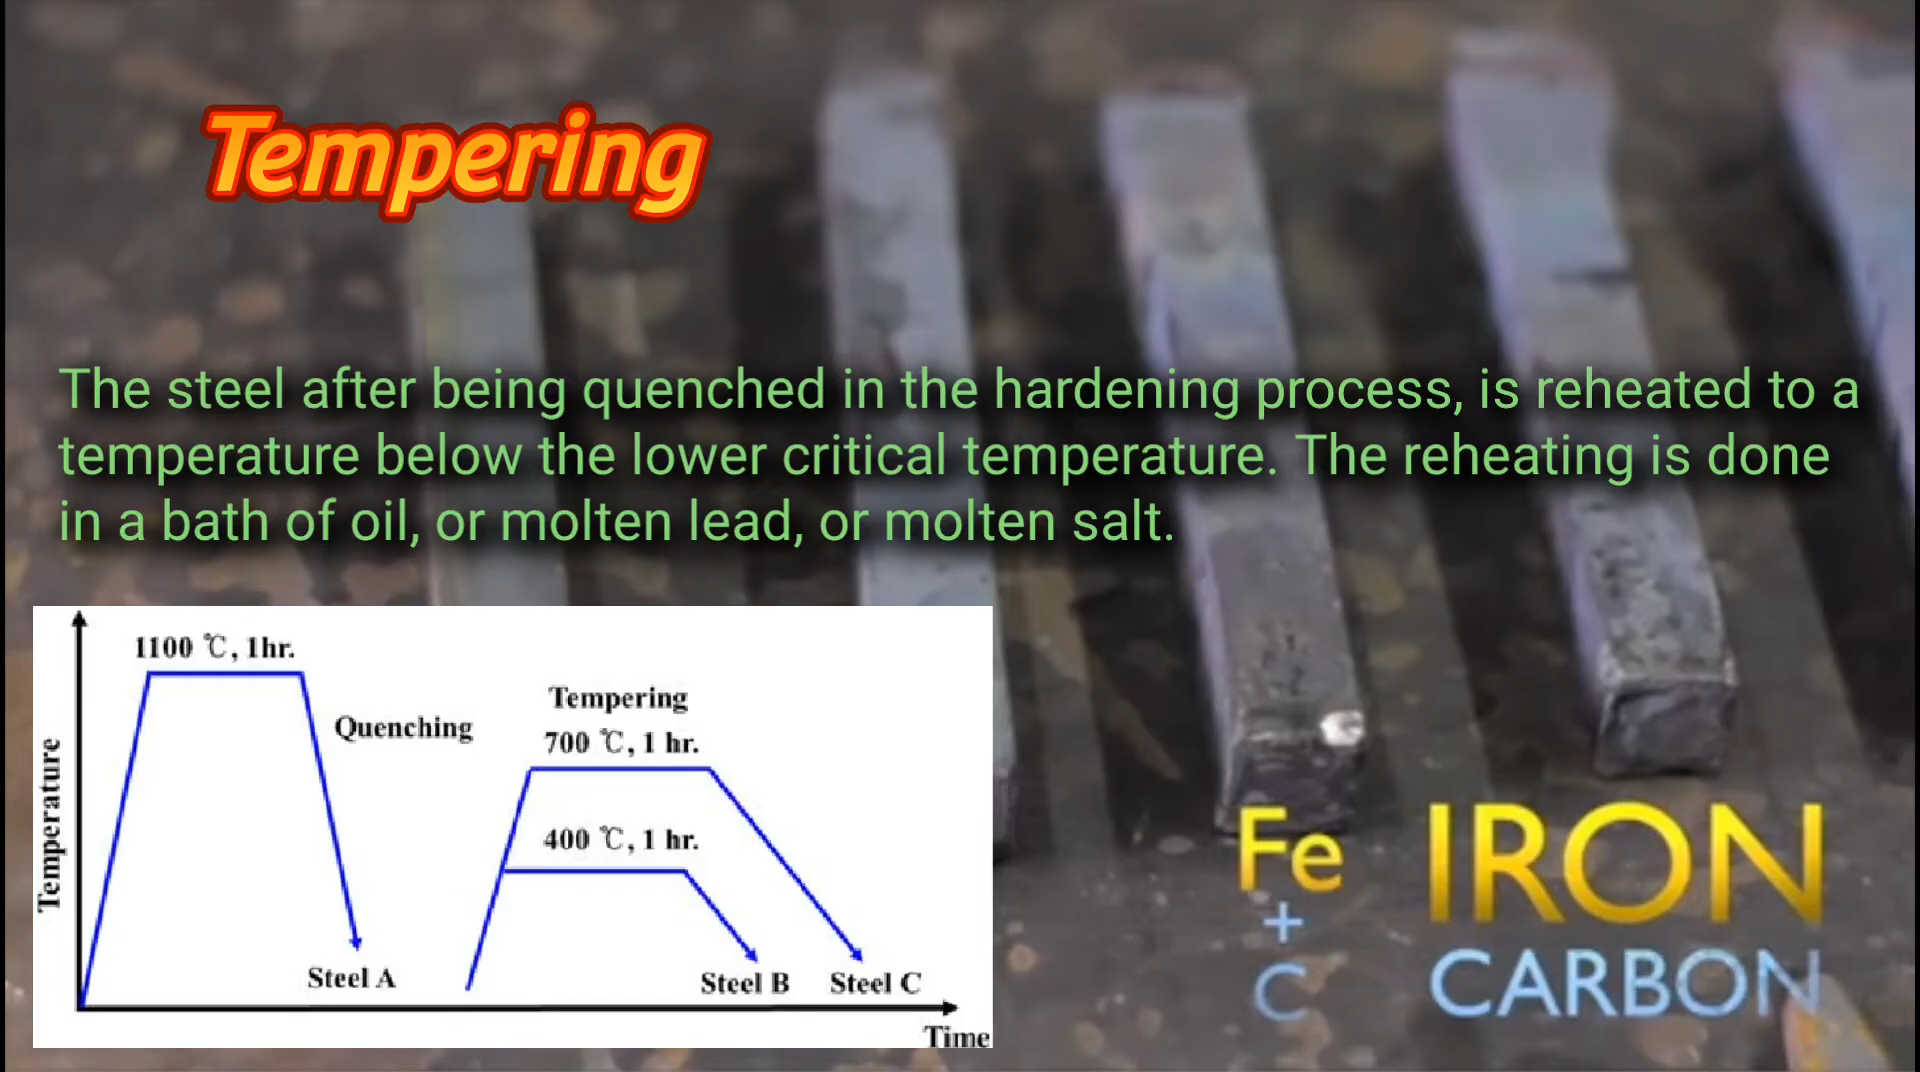 Tempering
The steel after being quenched in the hardening process, is reheated to a
temperature below the lower critical temperature. The reheating is done
in a bath of oil, or molten lead, or molten salt.
1100 ℃, 1hr.
Quenching
Tempering
700 ℃, 1 hr.
400 ℃, 1 hr.
Temperature
Steel A
Steel B
Steel C
Time
Fe IRON
+
C CARBON